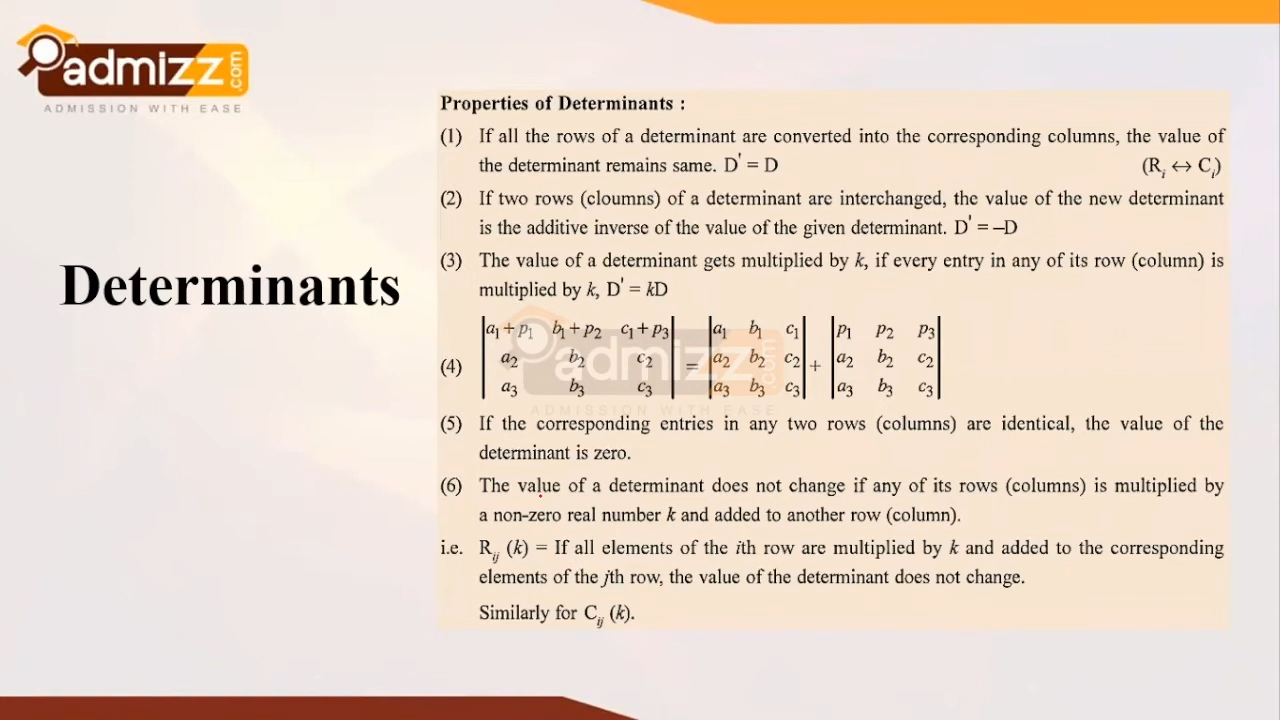 admizz.com
ADMISSION WITH EASE
Determinants
Properties of Determinants :
(1) If all the rows of a determinant are converted into the corresponding columns, the value of
the determinant remains same. D' = D (Rᵢ ↔ Cᵢ)
(2) If two rows (cloumns) of a determinant are interchanged, the value of the new determinant
is the additive inverse of the value of the given determinant. D' = –D
(3) The value of a determinant gets multiplied by k, if every entry in any of its row (column) is
multiplied by k, D' = kD
|a₁ + p₁ b₁ + p₂ c₁ + p₃| |a₁ b₁ c₁| |p₁ p₂ p₃|
(4) |a₂ b₂ c₂| = |a₂ b₂ c₂| + |a₂ b₂ c₂|
|a₃ b₃ c₃| |a₃ b₃ c₃| |a₃ b₃ c₃|
admizz.com
ADMISSION WITH EASE
(5) If the corresponding entries in any two rows (columns) are identical, the value of the
determinant is zero.
(6) The value of a determinant does not change if any of its rows (columns) is multiplied by
a non-zero real number k and added to another row (column).
i.e. Rᵢⱼ (k) = If all elements of the ith row are multiplied by k and added to the corresponding
elements of the jth row, the value of the determinant does not change.
Similarly for Cᵢⱼ (k).